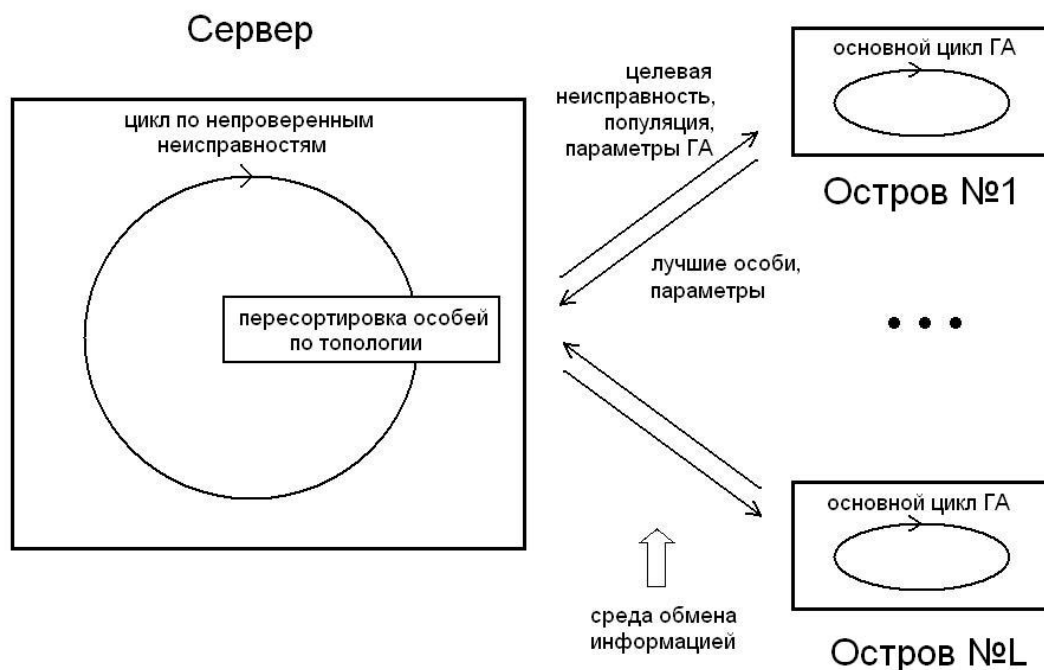 Сервер
цикл по непроверенным
неисправностям
пересортировка особей
по топологии
целевая
неисправность,
популяция,
параметры ГА
лучшие особи,
параметры
среда обмена
информацией
основной цикл ГА
Остров №1
основной цикл ГА
Остров №L